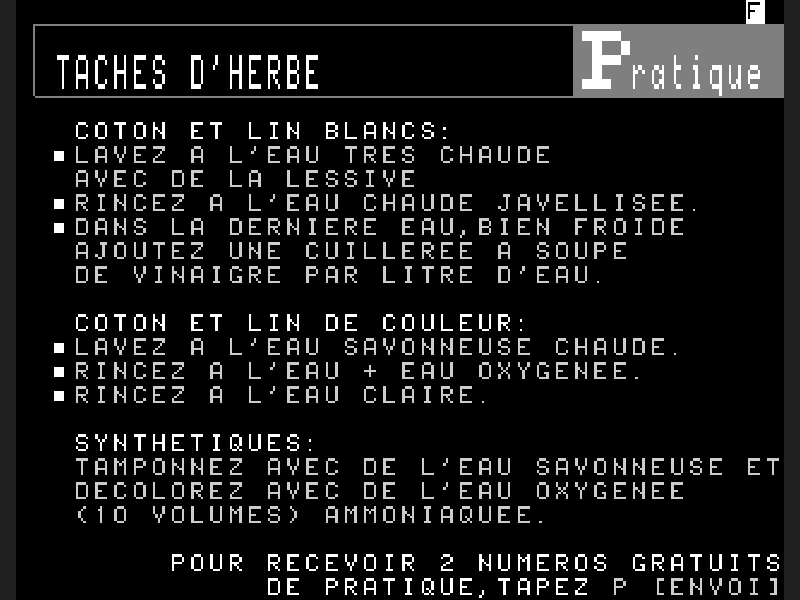 F
TACHES D'HERBE
Pratique
COTON ET LIN BLANCS:
LAVEZ A L'EAU TRES CHAUDE
AVEC DE LA LESSIVE
RINCEZ A L'EAU CHAUDE JAVELLISEE.
DANS LA DERNIERE EAU,BIEN FROIDE
AJOUTEZ UNE CUILLEREE A SOUPE
DE VINAIGRE PAR LITRE D'EAU.
COTON ET LIN DE COULEUR:
LAVEZ A L'EAU SAVONNEUSE CHAUDE.
RINCEZ A L'EAU + EAU OXYGENEE.
RINCEZ A L'EAU CLAIRE.
SYNTHETIQUES:
TAMPONNEZ AVEC DE L'EAU SAVONNEUSE ET
DECOLOREZ AVEC DE L'EAU OXYGENEE
(10 VOLUMES) AMMONIAQUEE.
POUR RECEVOIR 2 NUMEROS GRATUITS
DE PRATIQUE,TAPEZ P [ENVOI]